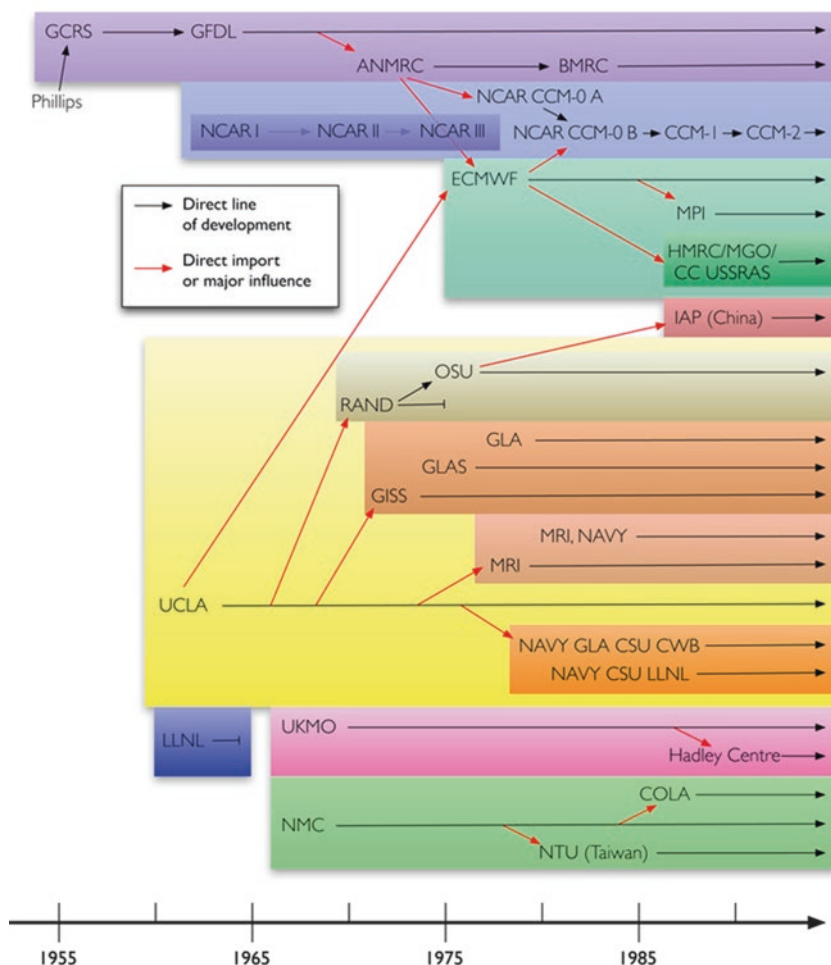 GCRS GFDL
ANMRC BMRC
Phillips
NCAR CCM-0 A
NCAR I NCAR II NCAR III NCAR CCM-0 B CCM-1 CCM-2
ECMWF
Direct line
of development
MPI
Direct import
or major influence
HMRC/MGO/
CC USSRAS
IAP (China)
OSU
RAND
GLA
GLAS
GISS
MRI, NAVY
MRI
UCLA
NAVY GLA CSU CWB
NAVY CSU LLNL
UKMO
LLNL
Hadley Centre
COLA
NMC
NTU (Taiwan)
1955 1965 1975 1985